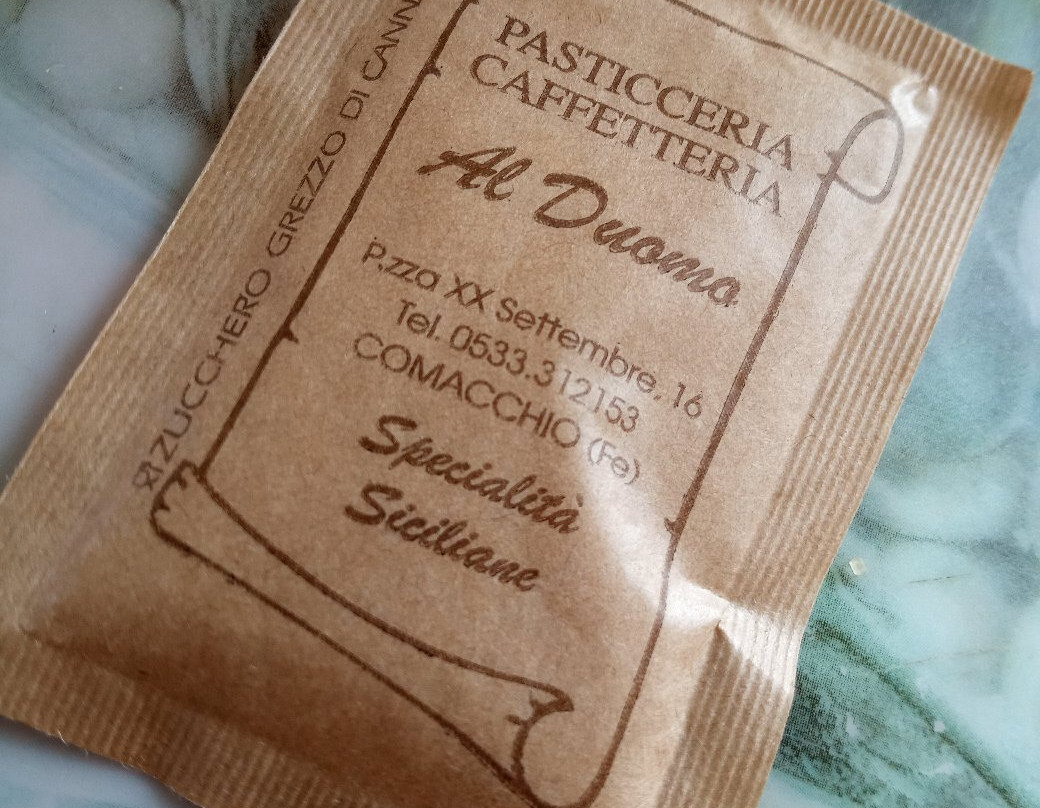 PASTICCERIA
CAFFETTERIA
Al Duomo
P.zza XX Settembre, 16
Tel. 0533.312153
COMACCHIO (Fe)
Specialità
Siciliane
ZUCCHERO GREZZO DI CANN